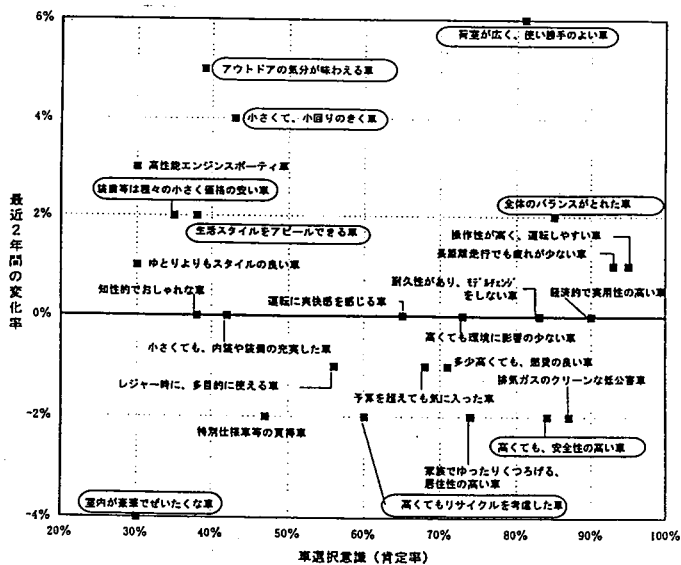 6%
荷室が広く、使い勝手のよい車
アウトドアの気分が味わえる車
4%
小さくて、小回りのきく車
高性能エンジンスポーティ車
装備等は種々の小さく価格の安い車
全体のバランスがとれた車
2%
生活スタイルをアピールできる車
操作性が高く、運転しやすい車
長距離走行でも疲れが少ない車
ゆとりよりもスタイルの良い車
耐久性があり、モデルチェンジ
をしない車
経済的で実用性の高い車
知性的でおしゃれな車
運転に爽快感を感じる車
0%
小さくても、内装や装備の充実した車
高くても環境に影響の少ない車
多少高くても、燃費の良い車
レジャー時に、多目的に使える車
予算を超えても気に入った車
排気ガスのクリーンな低公害車
-2%
特別仕様車等の買得車
高くても、安全性の高い車
家族でゆったりくつろげる、
居住性の高い車
室内が豪華でぜいたくな車
高くてもリサイクルを考慮した車
-4%
20%
30%
40%
50%
60%
70%
80%
90%
100%
最近2年間の変化率
車選択意識(肯定率)